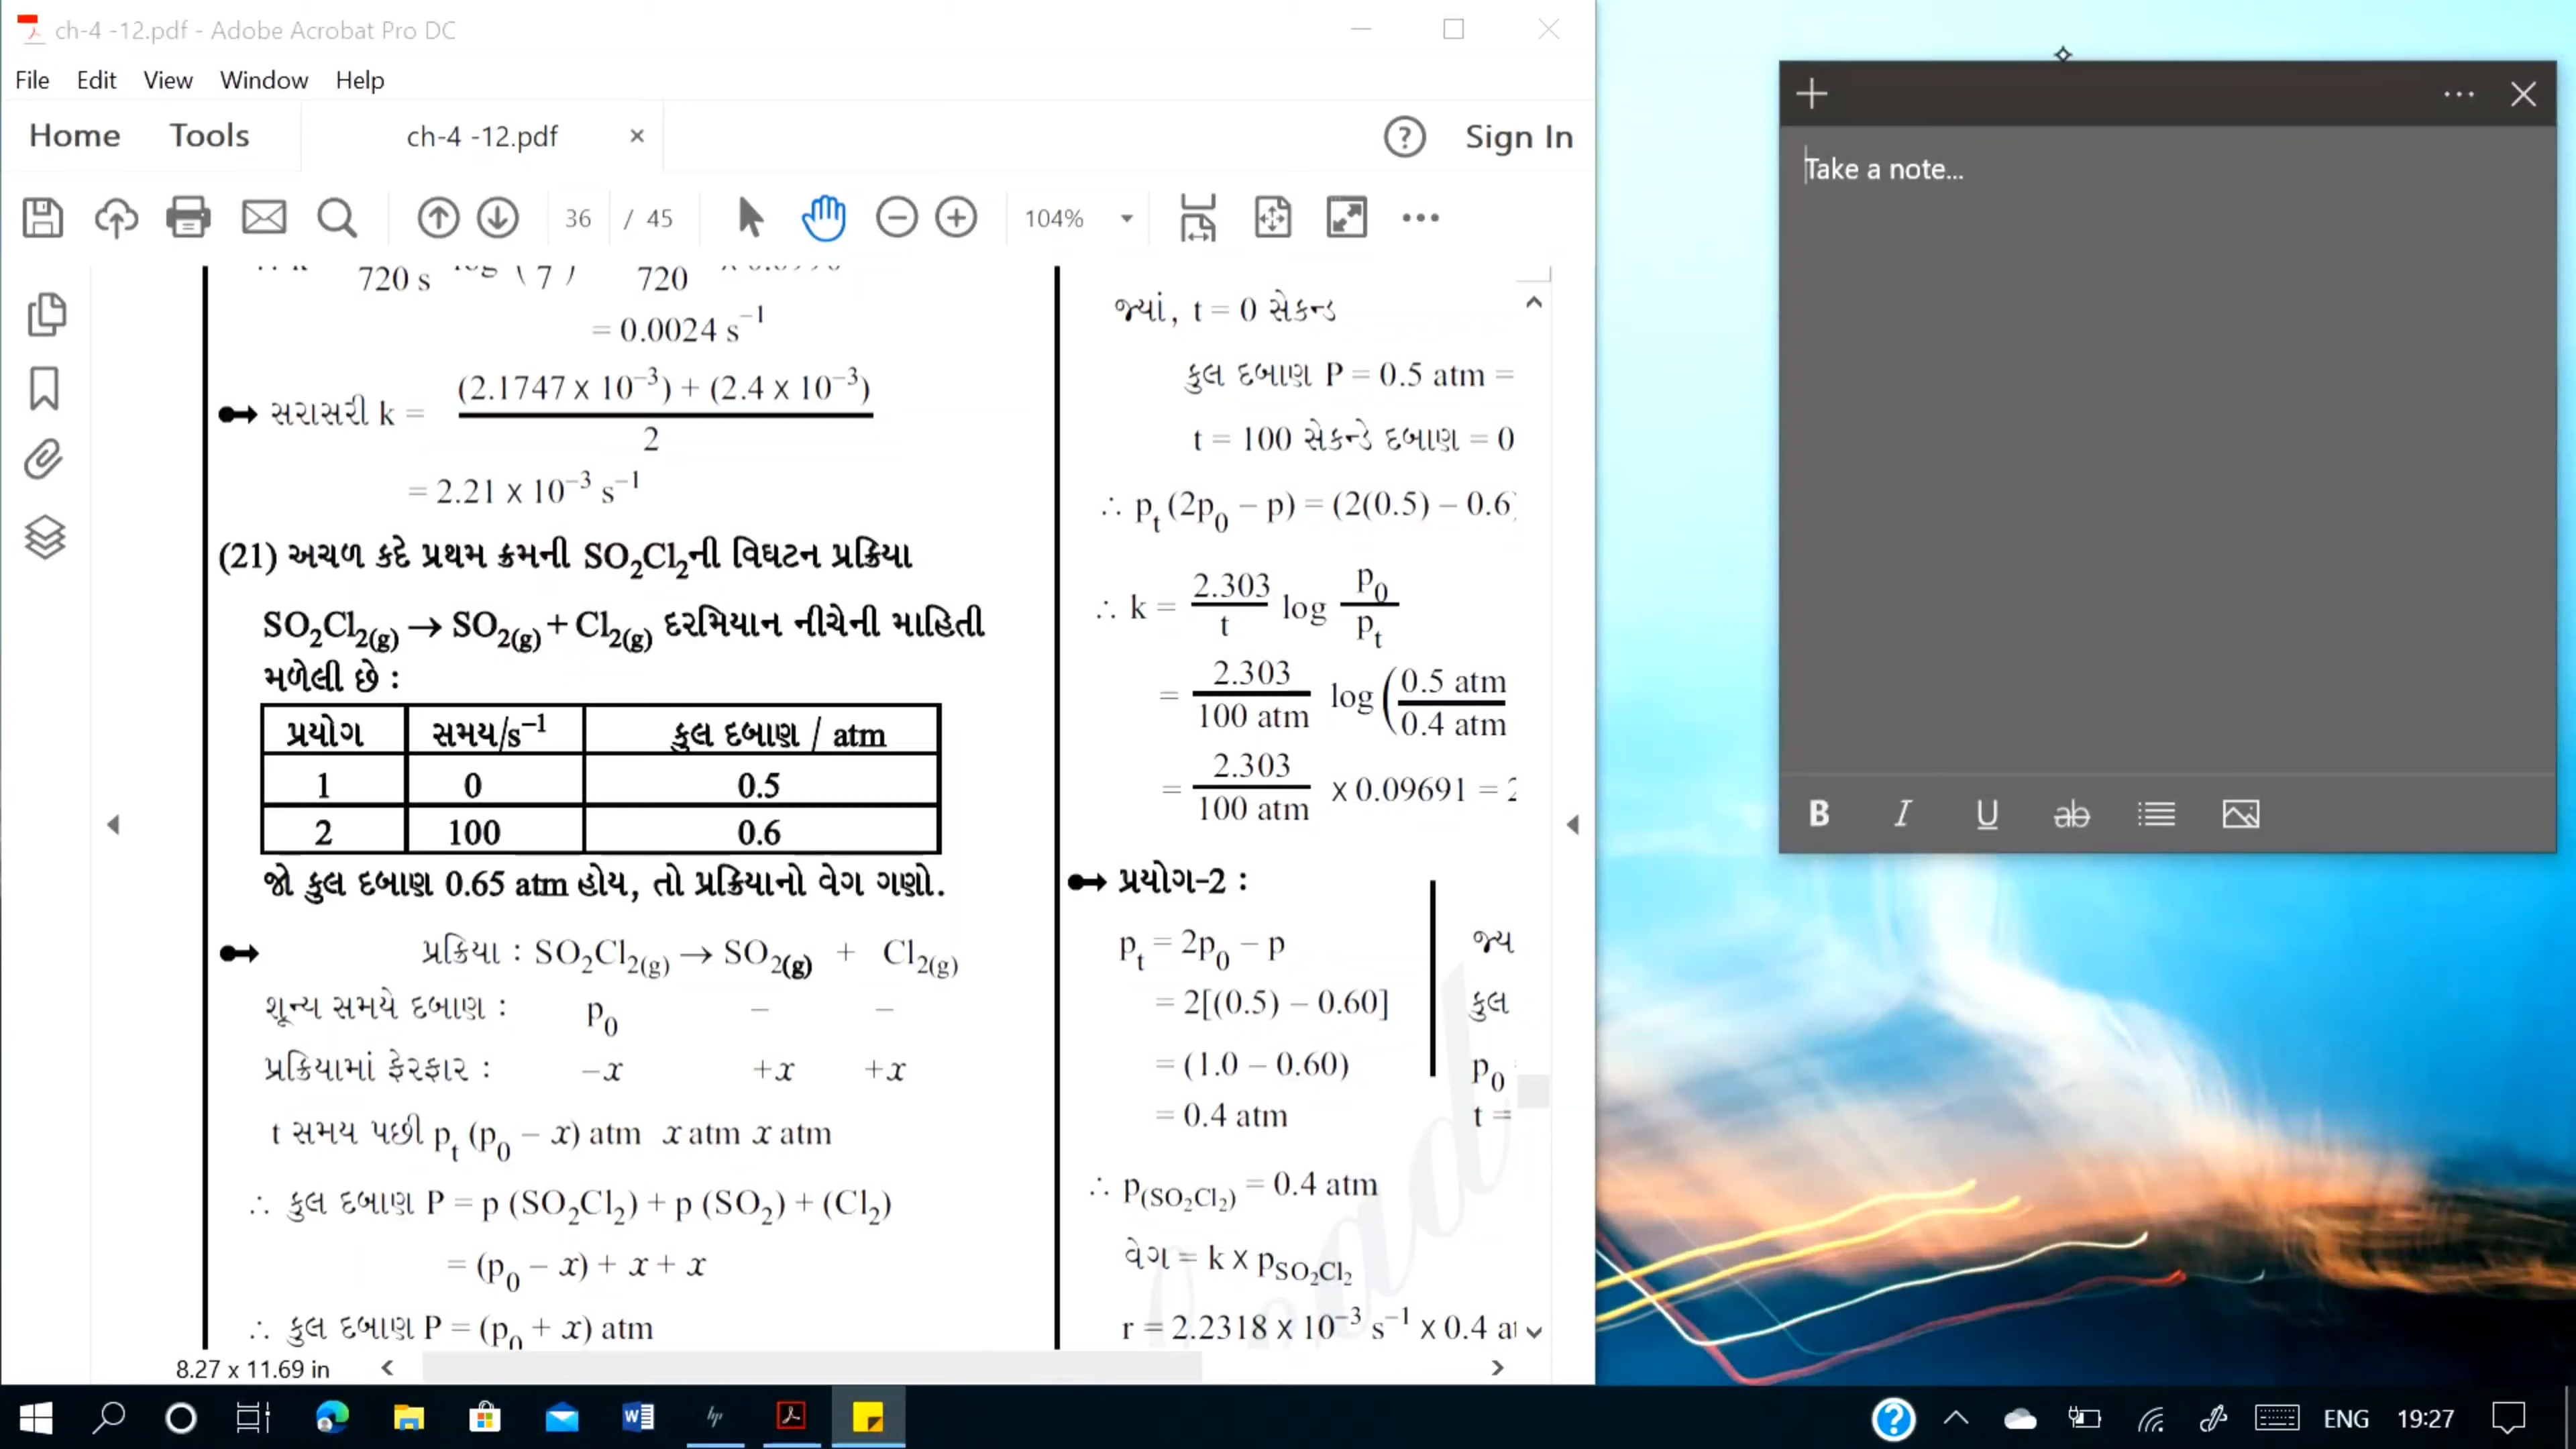 ch-4 -12.pdf - Adobe Acrobat Pro DC
File Edit View Window Help
Home Tools ch-4 -12.pdf × ? Sign In
36 / 45 104%
720 s log ( 7 ) 720
= 0.0024 s⁻¹
સરાસરી k = (2.1747 x 10⁻³) + (2.4 x 10⁻³)
2
= 2.21 x 10⁻³ s⁻¹
(21) અચળ કદે પ્રથમ ક્રમની SO₂Cl₂ની વિઘટન પ્રક્રિયા
SO₂Cl₂(g) → SO₂(g) + Cl₂(g) દરમિયાન નીચેની માહિતી
મળેલી છે :
પ્રયોગ સમય/s⁻¹ કુલ દબાણ / atm
1 0 0.5
2 100 0.6
જો કુલ દબાણ 0.65 atm હોય, તો પ્રક્રિયાનો વેગ ગણો.
પ્રક્રિયા : SO₂Cl₂(g) → SO₂(g) + Cl₂(g)
શૂન્ય સમયે દબાણ : p₀ – –
પ્રક્રિયામાં ફેરફાર : –x +x +x
t સમય પછી pₜ (p₀ – x) atm x atm x atm
∴ કુલ દબાણ P = p (SO₂Cl₂) + p (SO₂) + (Cl₂)
= (p₀ – x) + x + x
∴ કુલ દબાણ P = (p₀ + x) atm
જ્યાં, t = 0 સેકન્ડ
કુલ દબાણ P = 0.5 atm =
t = 100 સેકન્ડે દબાણ = 0
∴ pₜ (2p₀ – p) = (2(0.5) – 0.6)
∴ k = 2.303 log p₀
t pₜ
= 2.303 log ( 0.5 atm
100 atm 0.4 atm
= 2.303 x 0.09691 = 2
100 atm
પ્રયોગ-2 :
pₜ = 2p₀ – p
= 2[(0.5) – 0.60]
= (1.0 – 0.60)
= 0.4 atm
જ્ય
કુલ
p₀
t =
∴ p(SO₂Cl₂) = 0.4 atm
વેગ = k x pSO₂Cl₂
r = 2.2318 x 10⁻³ s⁻¹ x 0.4 at
8.27 x 11.69 in
Take a note...
B I U ab
hp ENG 19:27